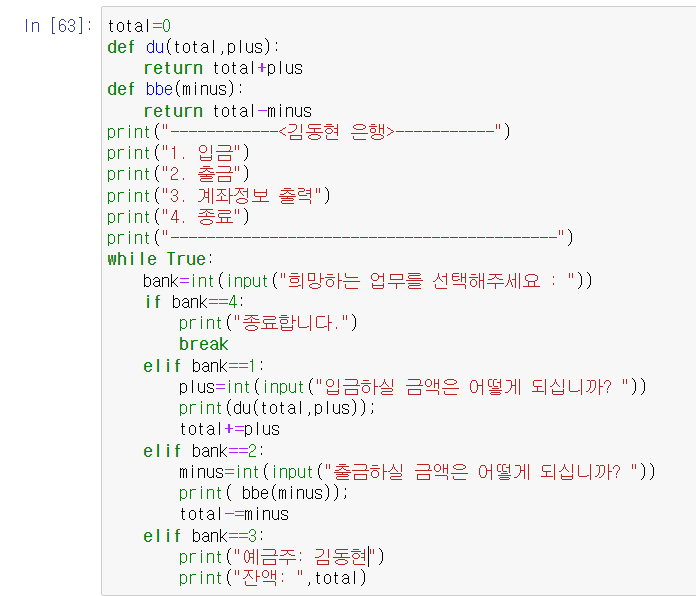 In [63]: total=0
def du(total,plus):
    return total+plus
def bbe(minus):
    return total-minus
print("------------<김동현 은행>-----------")
print("1. 입금")
print("2. 출금")
print("3. 계좌정보 출력")
print("4. 종료")
print("-------------------------------------------")
while True:
    bank=int(input("희망하는 업무를 선택해주세요 : "))
    if bank==4:
        print("종료합니다.")
        break
    elif bank==1:
        plus=int(input("입금하실 금액은 어떻게 되십니까? "))
        print(du(total,plus));
        total+=plus
    elif bank==2:
        minus=int(input("출금하실 금액은 어떻게 되십니까? "))
        print( bbe(minus));
        total-=minus
    elif bank==3:
        print("예금주: 김동현")
        print("잔액: ",total)